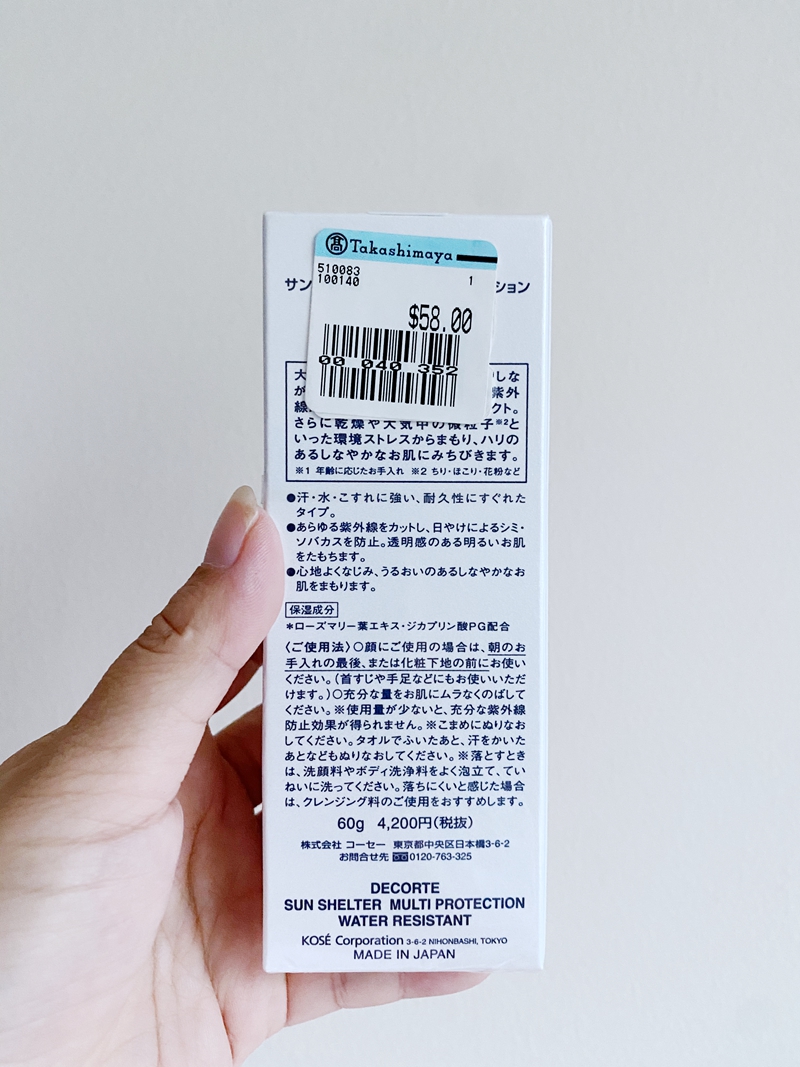 髙 Takashimaya
510083
100140 1
$58.00
00 040 352
サン ション
大 しな
が 紫外
線 クト。
さらに乾燥や大気中の微粒子※2と
いった環境ストレスからまもり、ハリの
あるしなやかなお肌にみちびきます。
※1 年齢に応じたお手入れ ※2 ちり・ほこり・花粉など
●汗・水・こすれに強い、耐久性にすぐれた
タイプ。
●あらゆる紫外線をカットし、日やけによるシミ・
ソバカスを防止。透明感のある明るいお肌
をたもちます。
●心地よくなじみ、うるおいのあるしなやかなお
肌をまもります。
保湿成分
*ローズマリー葉エキス・ジカプリン酸PG配合
〈ご使用法〉○顔にご使用の場合は、朝のお
手入れの最後、または化粧下地の前にお使い
ください。(首すじや手足などにもお使いいただ
けます。)○充分な量をお肌にムラなくのばして
ください。※使用量が少ないと、充分な紫外線
防止効果が得られません。※こまめにぬりなお
してください。タオルでふいたあと、汗をかいた
あとなどもぬりなおしてください。※落とすとき
は、洗顔料やボディ洗浄料をよく泡立て、てい
ねいに洗ってください。落ちにくいと感じた場合
は、クレンジング料のご使用をおすすめします。
60g 4,200円(税抜)
株式会社 コーセー 東京都中央区日本橋3-6-2
お問合せ先 0120-763-325
DECORTE
SUN SHELTER MULTI PROTECTION
WATER RESISTANT
KOSÉ Corporation 3-6-2 NIHONBASHI, TOKYO
MADE IN JAPAN